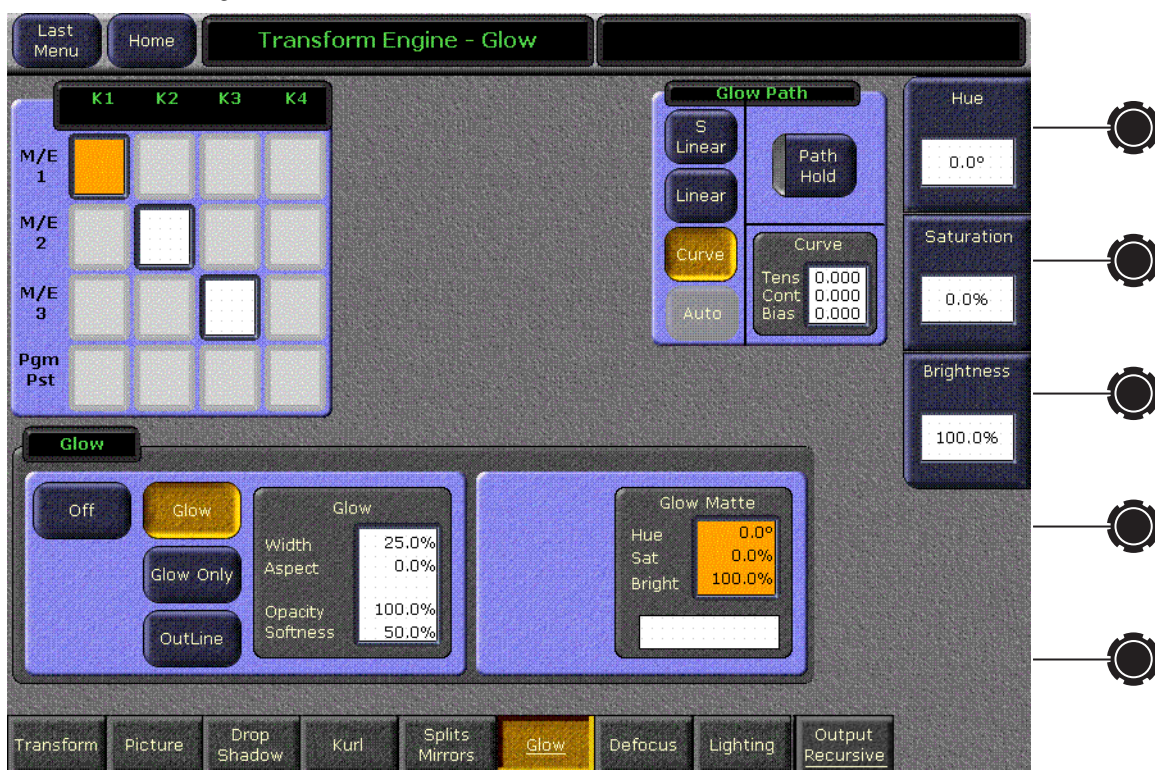 Last
Menu
Home
Transform Engine - Glow
K1 K2 K3 K4
M/E
1
M/E
2
M/E
3
Pgm
Pst
Glow Path
S
Linear
Linear
Curve
Auto
Path
Hold
Curve
Tens 0.000
Cont 0.000
Bias 0.000
Hue
0.0°
Saturation
0.0%
Brightness
100.0%
Glow
Off
Glow
Glow Only
OutLine
Glow
Width 25.0%
Aspect 0.0%
Opacity 100.0%
Softness 50.0%
Glow Matte
Hue 0.0°
Sat 0.0%
Bright 100.0%
Transform
Picture
Drop
Shadow
Kurl
Splits
Mirrors
Glow
Defocus
Lighting
Output
Recursive